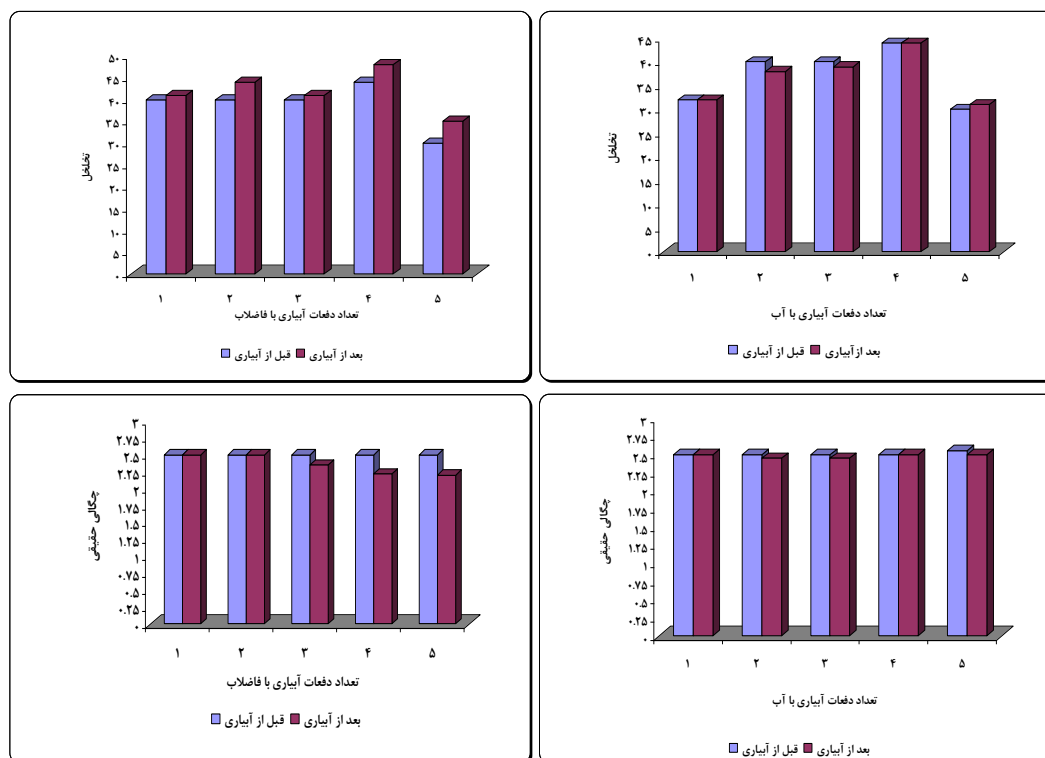 تخلخل
۵۰
۴۵
۴۰
۳۵
۳۰
۲۵
۲۰
۱۵
۱۰
۵
۰
۱ ۲ ۳ ۴ ۵
تعداد دفعات آبیاری با فاضلاب
قبل از آبیاری بعد از آبیاری
تخلخل
۴۵
۴۰
۳۵
۳۰
۲۵
۲۰
۱۵
۱۰
۵
۰
۱ ۲ ۳ ۴ ۵
تعداد دفعات آبیاری با آب
قبل از آبیاری بعد ازآبیاری
چگالی حقیقی
۳
۲.۷۵
۲.۵
۲.۲۵
۲
۱.۷۵
۱.۵
۱.۲۵
۱
۰.۷۵
۰.۵
۰.۲۵
۰
۱ ۲ ۳ ۴ ۵
تعداد دفعات آبیاری با فاضلاب
قبل از آبیاری بعد از آبیاری
چگالی حقیقی
۳
۲.۷۵
۲.۵
۲.۲۵
۲
۱.۷۵
۱.۵
۱.۲۵
۱
۰.۷۵
۰.۵
۰.۲۵
۰
۱ ۲ ۳ ۴ ۵
تعداد دفعات آبیاری با آب
قبل از آبیاری بعد از آبیاری